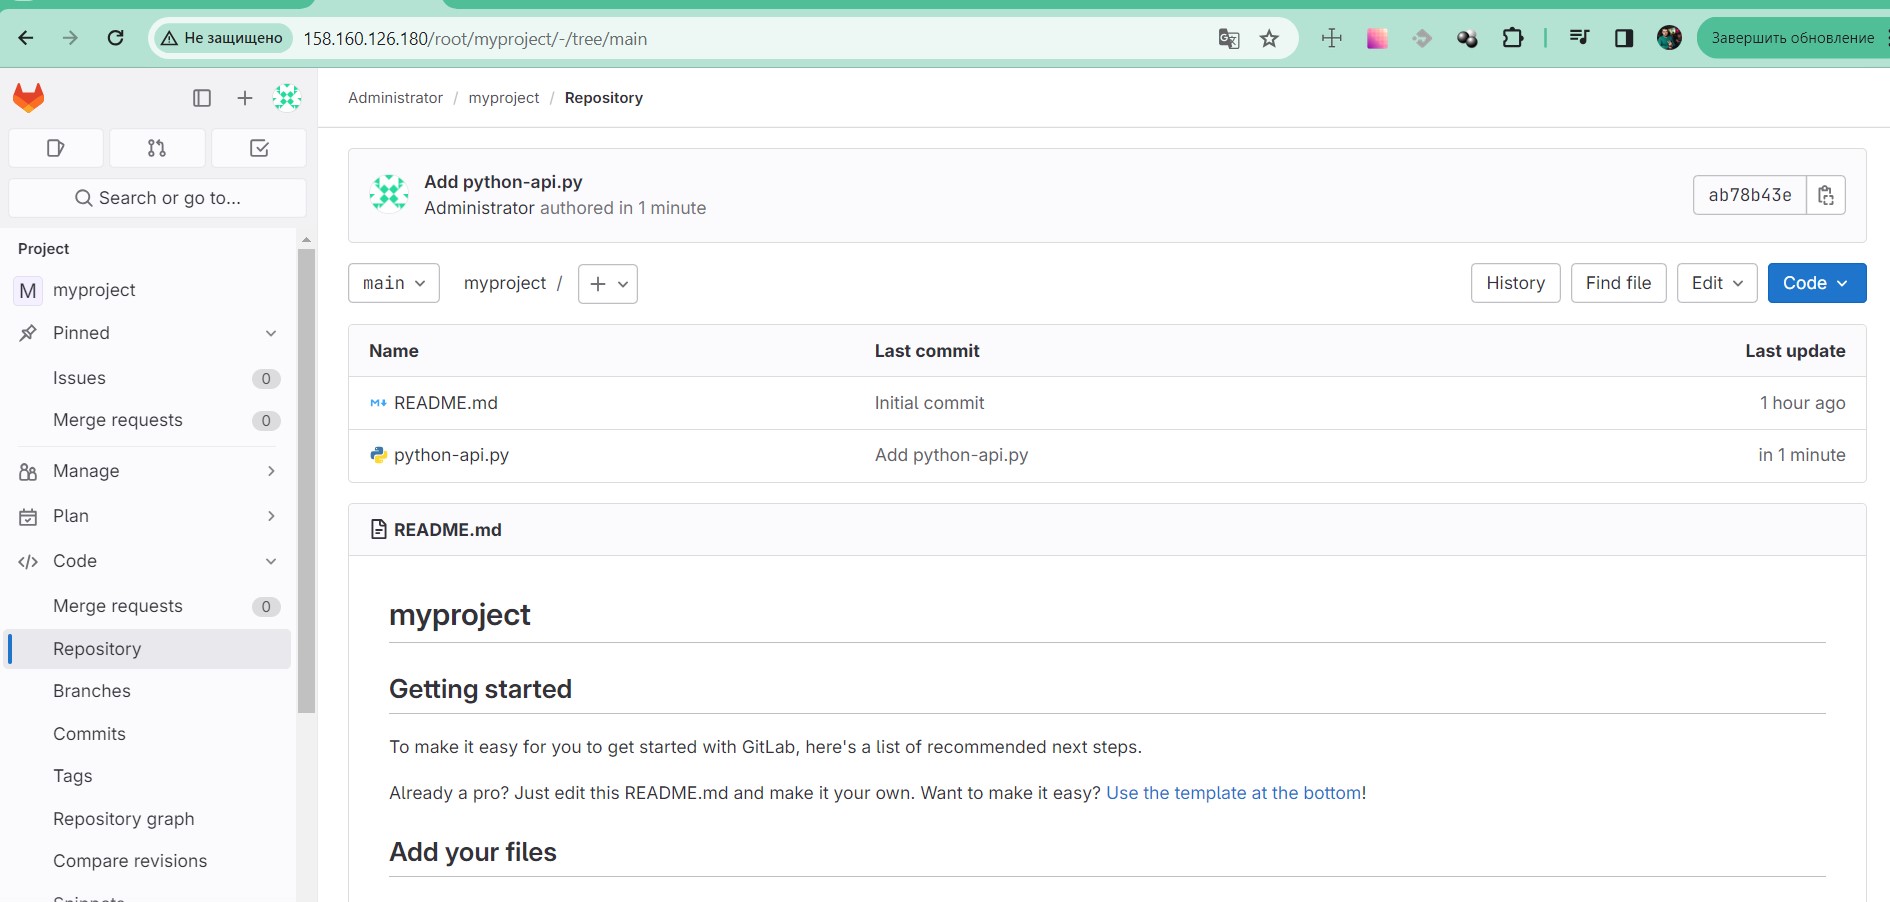 Не защищено
158.160.126.180/root/myproject/-/tree/main
Завершить обновление
Administrator / myproject / Repository
Search or go to...
Project
M myproject
Pinned
Issues 0
Merge requests 0
Manage
Plan
Code
Merge requests 0
Repository
Branches
Commits
Tags
Repository graph
Compare revisions
Snippets
Add python-api.py
Administrator authored in 1 minute
ab78b43e
main
myproject /
History
Find file
Edit
Code
Name Last commit Last update
README.md Initial commit 1 hour ago
python-api.py Add python-api.py in 1 minute
README.md
myproject
Getting started
To make it easy for you to get started with GitLab, here's a list of recommended next steps.
Already a pro? Just edit this README.md and make it your own. Want to make it easy? Use the template at the bottom!
Add your files